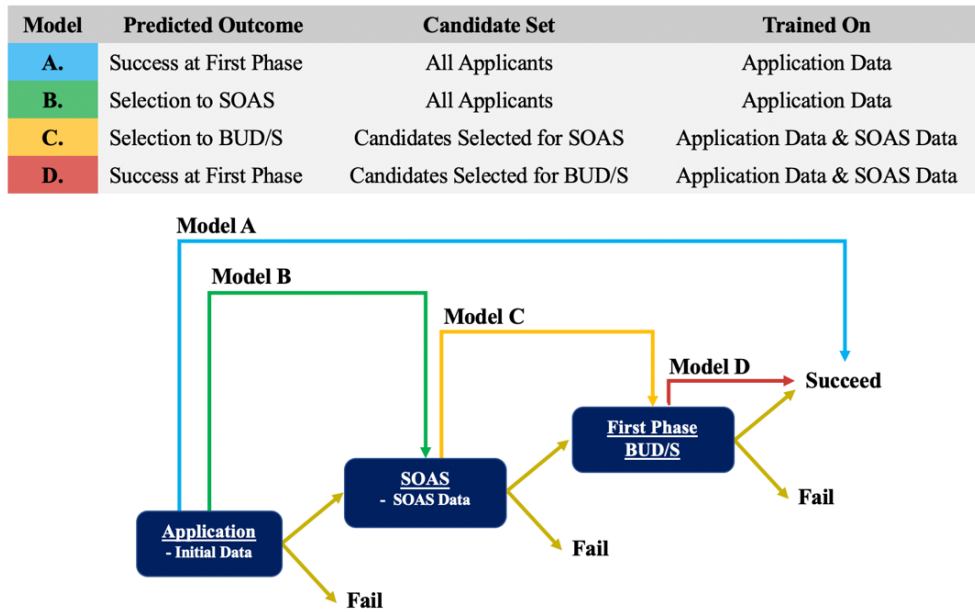 Model Predicted Outcome Candidate Set Trained On
A. Success at First Phase All Applicants Application Data
B. Selection to SOAS All Applicants Application Data
C. Selection to BUD/S Candidates Selected for SOAS Application Data & SOAS Data
D. Success at First Phase Candidates Selected for BUD/S Application Data & SOAS Data
Model A
Model B
Model C
Model D
Succeed
First Phase
BUD/S
SOAS
- SOAS Data
Fail
Application
- Initial Data
Fail
Fail